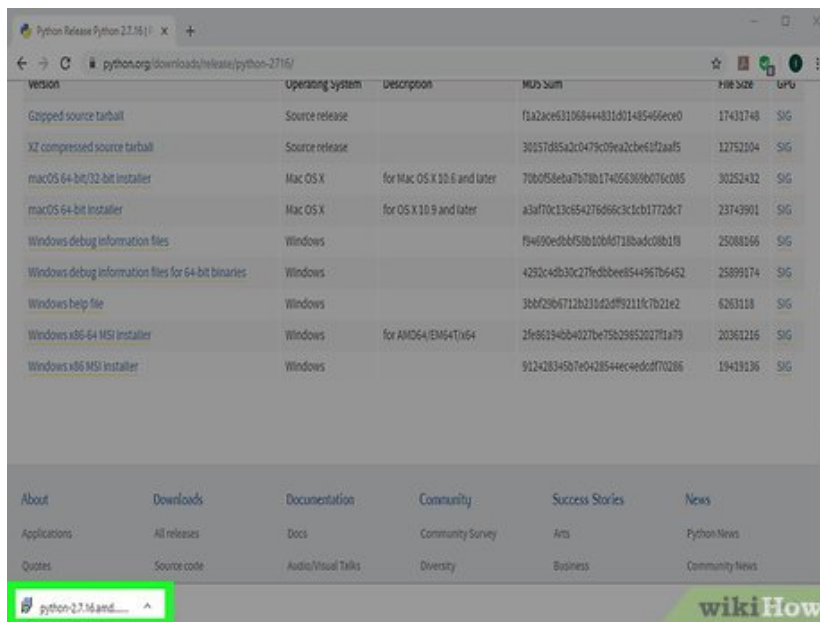 Python Release Python 2.7.16 |
python.org/downloads/release/python-2716/
Version Operating System Description MD5 Sum File Size GPG
Gzipped source tarball Source release f1a2ace631068444831d01485466ece0 17431748 SIG
XZ compressed source tarball Source release 30157d85a2c0479c09ea2cbe61f2aaf5 12752104 SIG
macOS 64-bit/32-bit installer Mac OS X for Mac OS X 10.6 and later 70b0f58eba7b78b174056369b076c085 30252432 SIG
macOS 64-bit installer Mac OS X for OS X 10.9 and later a3af70c13c654276d66c3c1cb1772dc7 23743901 SIG
Windows debug information files Windows f94690edbbf58b10bfd718badc08b1f8 25088166 SIG
Windows debug information files for 64-bit binaries Windows 4292c4db30c27fedbbee8544967b6452 25899174 SIG
Windows help file Windows 3bbf29b6712b231d2dff9211fc7b21e2 6263118 SIG
Windows x86-64 MSI installer Windows for AMD64/EM64T/x64 2fe86194bb4027be75b29852027f1a79 20361216 SIG
Windows x86 MSI installer Windows 912428345b7e0428544ec4edcdf70286 19419136 SIG
About Downloads Documentation Community Success Stories News
Applications All releases Docs Community Survey Arts Python News
Quotes Source code Audio/Visual Talks Diversity Business Community News
python-2.7.16.amd.....
wikiHow